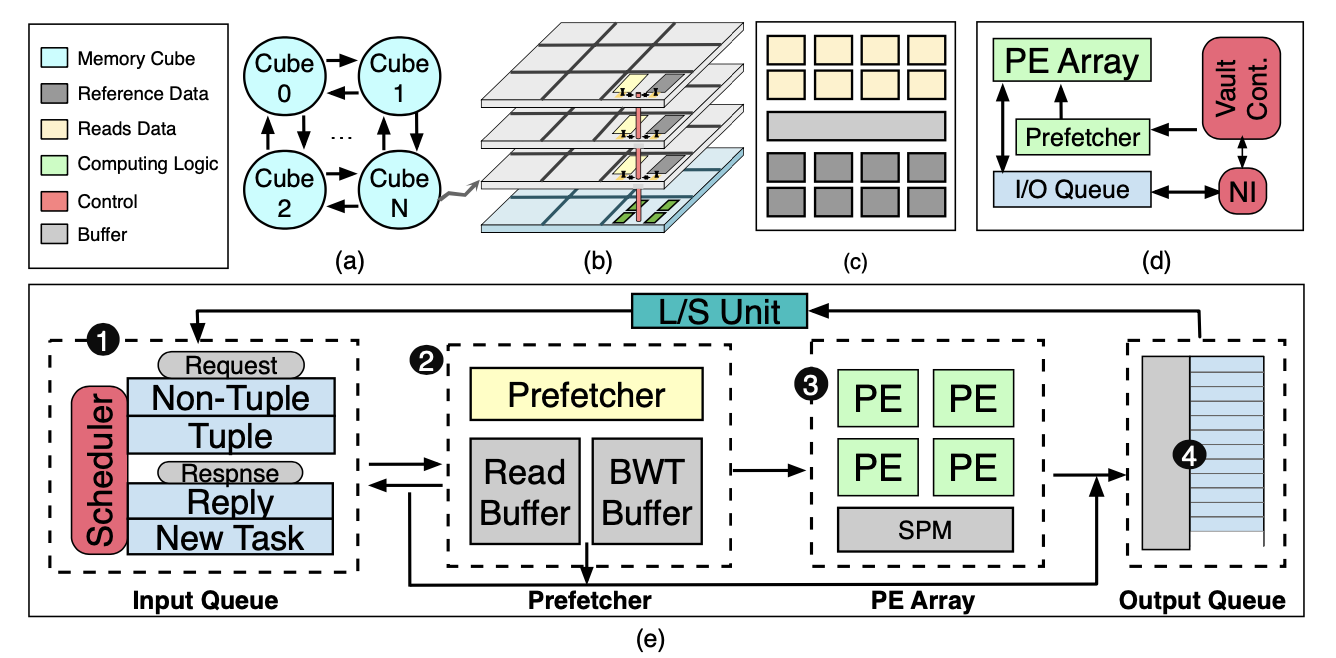 Memory Cube
Reference Data
Reads Data
Computing Logic
Control
Buffer
Cube
0
Cube
1
...
Cube
2
Cube
N
(a)
(b)
(c)
PE Array
Prefetcher
I/O Queue
Vault
Cont.
NI
(d)
L/S Unit
1
Scheduler
Request
Non-Tuple
Tuple
Respnse
Reply
New Task
Input Queue
2
Prefetcher
Read
Buffer
BWT
Buffer
Prefetcher
3
PE
PE
PE
PE
SPM
PE Array
4
Output Queue
(e)